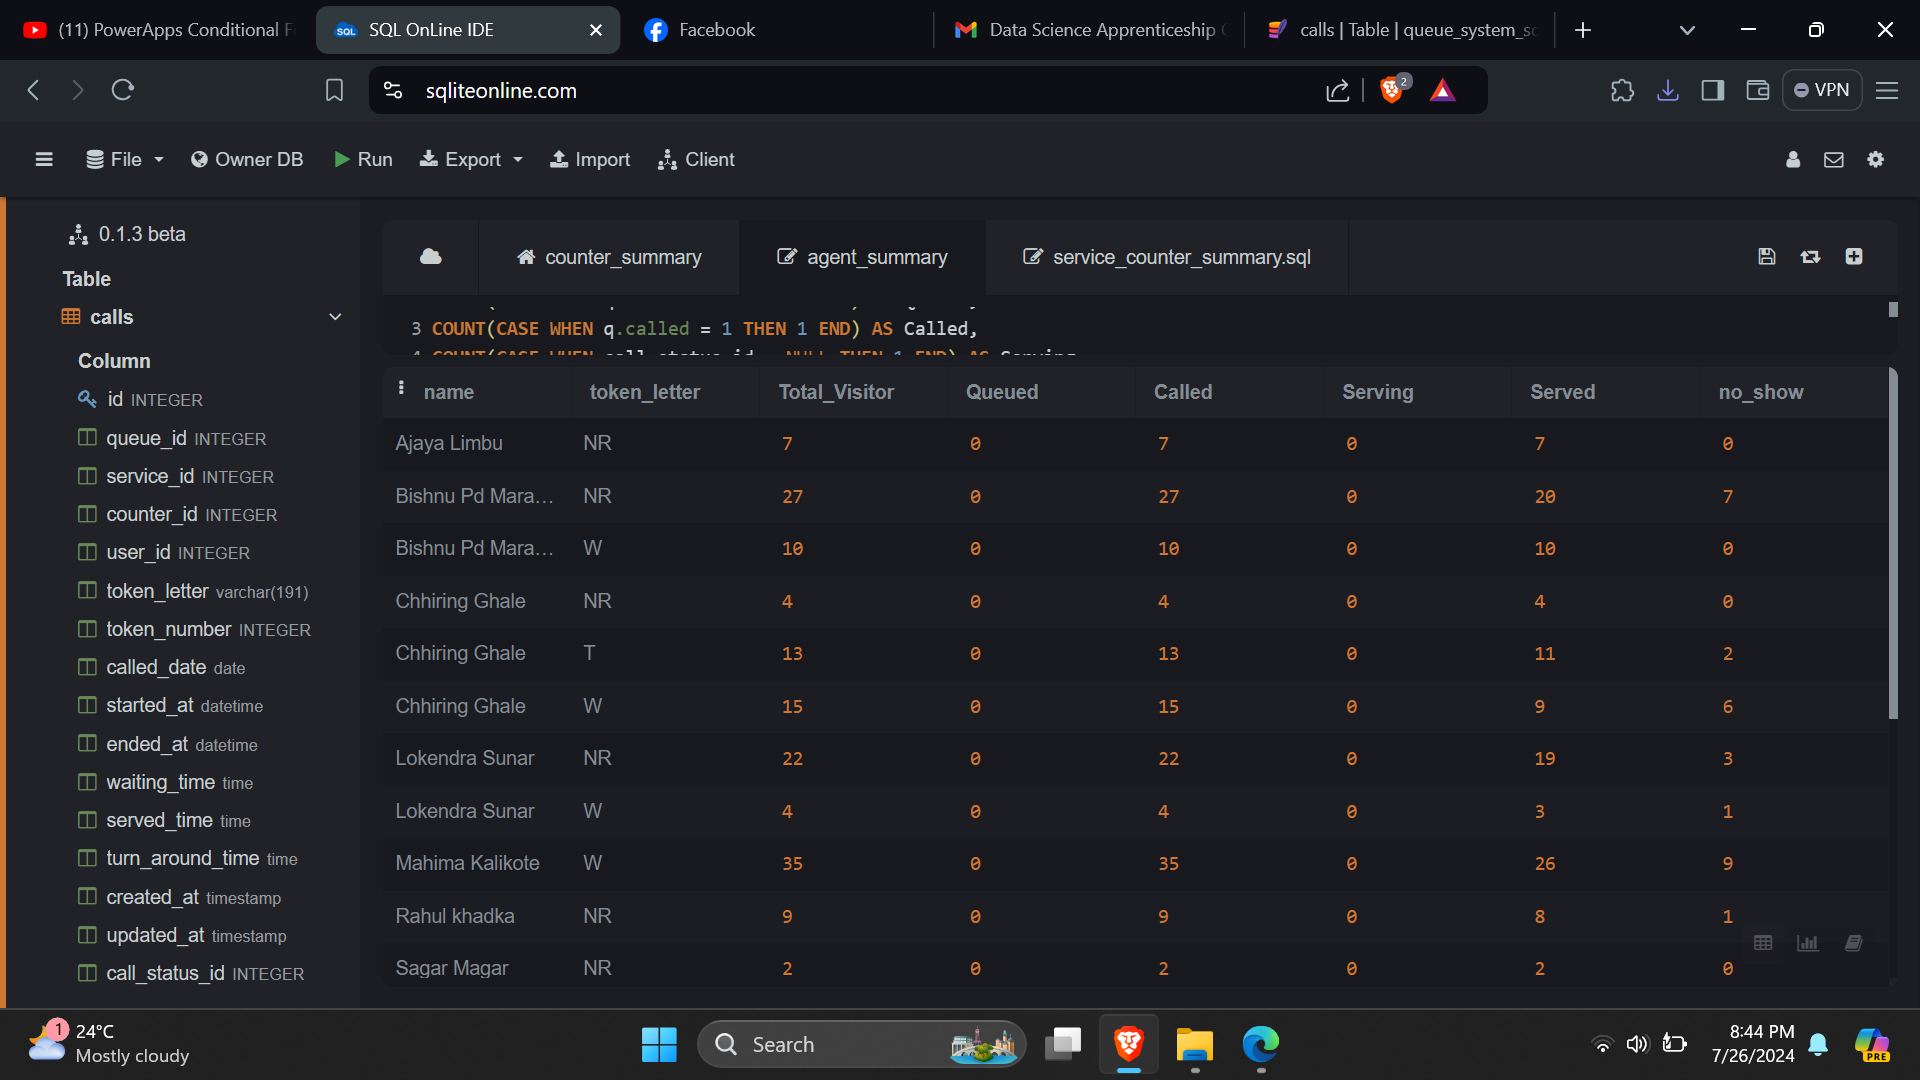 (11) PowerApps Conditional F
SQL OnLine IDE
Facebook
Data Science Apprenticeship
calls | Table | queue_system_sc
sqliteonline.com
2
VPN
File
Owner DB
Run
Export
Import
Client
0.1.3 beta
Table
calls
Column
id INTEGER
queue_id INTEGER
service_id INTEGER
counter_id INTEGER
user_id INTEGER
token_letter varchar(191)
token_number INTEGER
called_date date
started_at datetime
ended_at datetime
waiting_time time
served_time time
turn_around_time time
created_at timestamp
updated_at timestamp
call_status_id INTEGER
counter_summary
agent_summary
service_counter_summary.sql
3 COUNT(CASE WHEN q.called = 1 THEN 1 END) AS Called,
name token_letter Total_Visitor Queued Called Serving Served no_show
Ajaya Limbu NR 7 0 7 0 7 0
Bishnu Pd Mara... NR 27 0 27 0 20 7
Bishnu Pd Mara... W 10 0 10 0 10 0
Chhiring Ghale NR 4 0 4 0 4 0
Chhiring Ghale T 13 0 13 0 11 2
Chhiring Ghale W 15 0 15 0 9 6
Lokendra Sunar NR 22 0 22 0 19 3
Lokendra Sunar W 4 0 4 0 3 1
Mahima Kalikote W 35 0 35 0 26 9
Rahul khadka NR 9 0 9 0 8 1
Sagar Magar NR 2 0 2 0 2 0
1
24°C
Mostly cloudy
Search
8:44 PM
7/26/2024
PRE